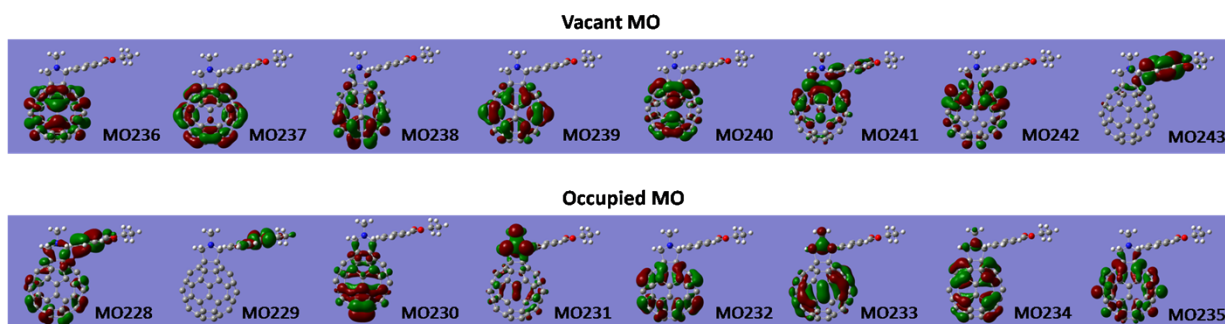 Vacant MO
MO236 MO237 MO238 MO239 MO240 MO241 MO242 MO243
Occupied MO
MO228 MO229 MO230 MO231 MO232 MO233 MO234 MO235